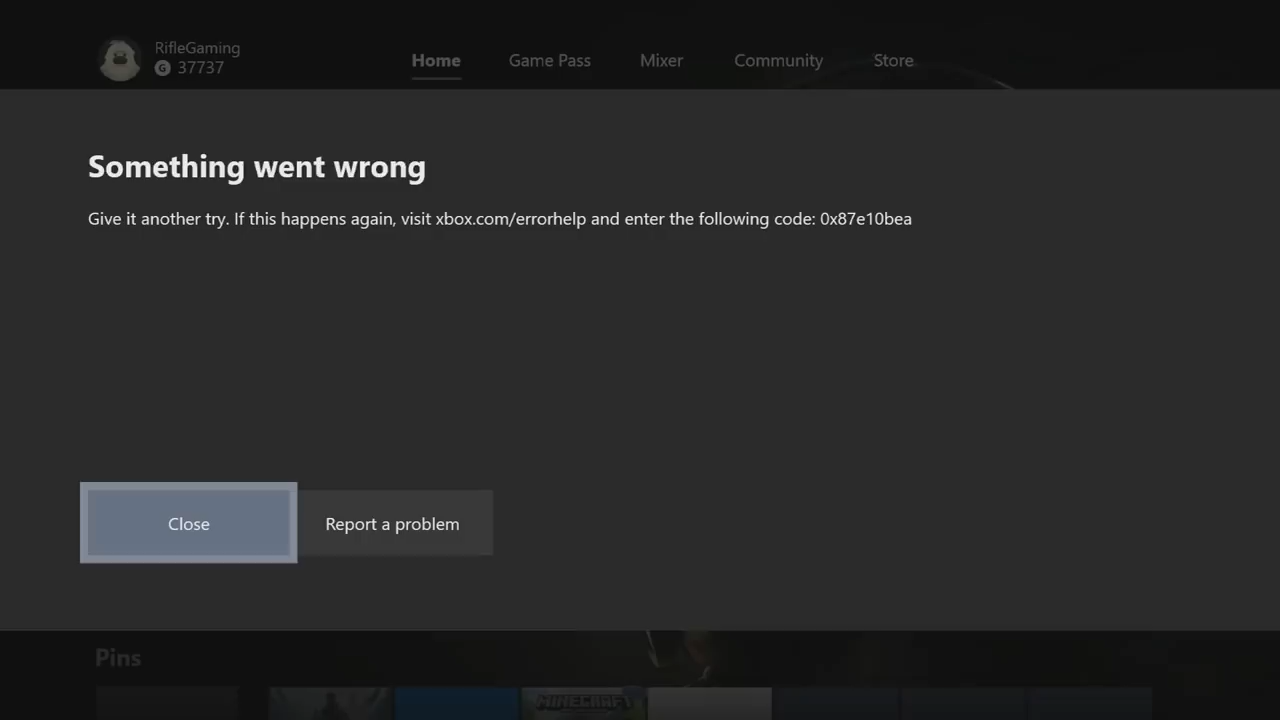 RifleGaming
G 37737
Home Game Pass Mixer Community Store
Something went wrong
Give it another try. If this happens again, visit xbox.com/errorhelp and enter the following code: 0x87e10bea
Close Report a problem
Pins
MINECRAFT